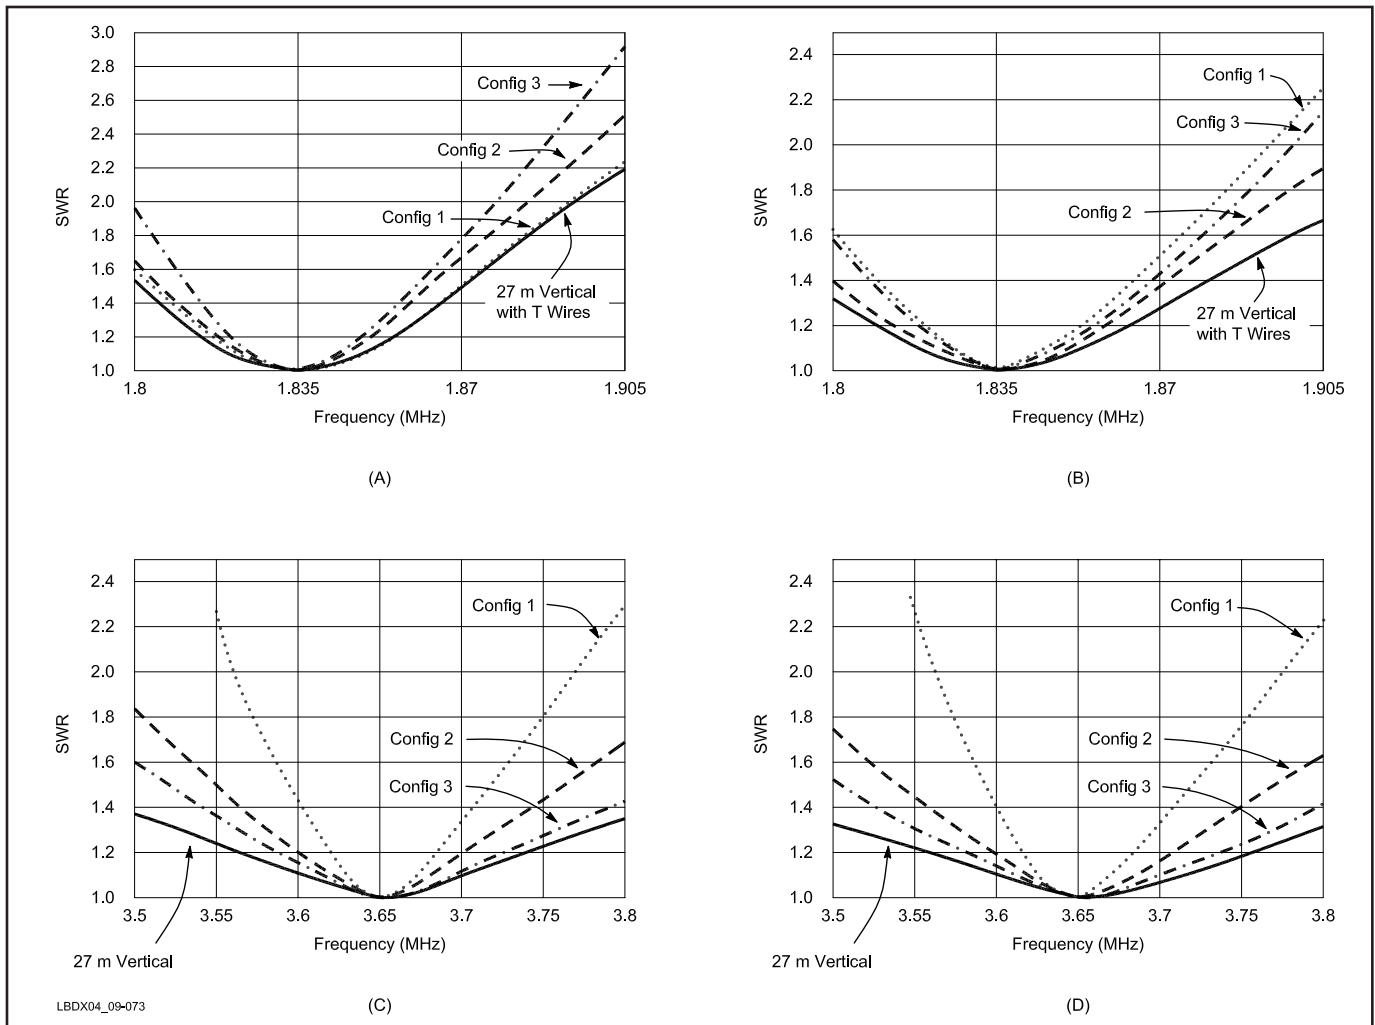 3.0
2.8
2.6
2.4
2.2
2.0
1.8
1.6
1.4
1.2
1.0
SWR
Config 3
Config 2
Config 1
27 m Vertical
with T Wires
1.8 1.835 1.87 1.905
Frequency (MHz)
(A)
2.4
2.2
2.0
1.8
1.6
1.4
1.2
1.0
SWR
Config 1
Config 3
Config 2
27 m Vertical
with T Wires
1.8 1.835 1.87 1.905
Frequency (MHz)
(B)
2.4
2.2
2.0
1.8
1.6
1.4
1.2
1.0
SWR
Config 1
Config 2
Config 3
3.5 3.55 3.6 3.65 3.7 3.75 3.8
Frequency (MHz)
27 m Vertical
(C)
2.4
2.2
2.0
1.8
1.6
1.4
1.2
1.0
SWR
Config 1
Config 2
Config 3
3.5 3.55 3.6 3.65 3.7 3.75 3.8
Frequency (MHz)
27 m Vertical
(D)
LBDX04_09-073